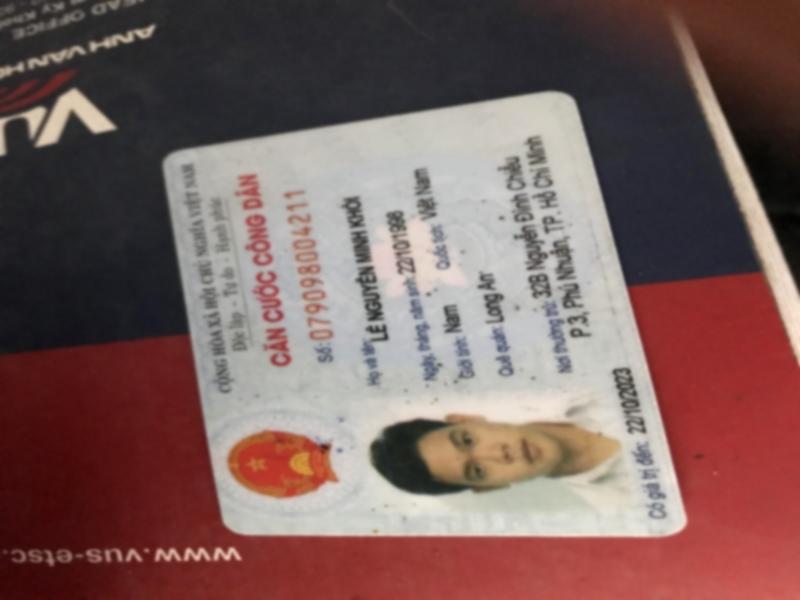 CỘNG HÒA XÃ HỘI CHỦ NGHĨA VIỆT NAM
Độc lập - Tự do - Hạnh phúc
CĂN CƯỚC CÔNG DÂN
Số: 079098004211
Họ và tên:
LÊ NGUYỄN MINH KHÔI
Ngày, tháng, năm sinh: 22/10/1998
Giới tính: Nam Quốc tịch: Việt Nam
Quê quán: Long An
Nơi thường trú: 32B Nguyễn Đình Chiểu
P.3, Phú Nhuận, TP. Hồ Chí Minh
Có giá trị đến: 22/10/2023
VUS
ANH VĂN
HEAD OFFICE
www.vus-etsc.